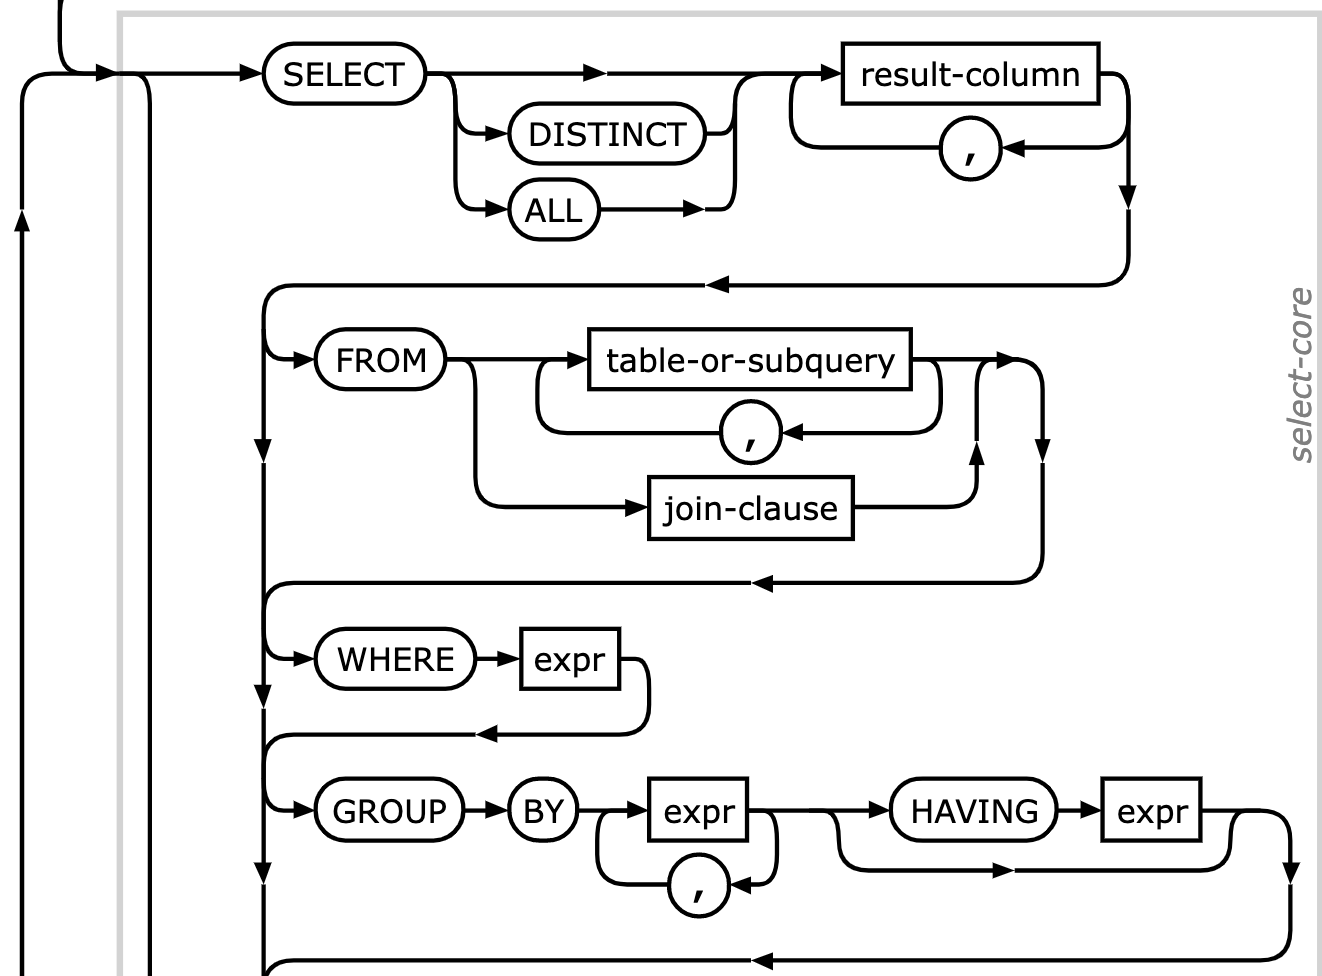 SELECT result-column
DISTINCT
,
ALL
FROM table-or-subquery
,
join-clause
WHERE expr
GROUP BY expr HAVING expr
,
select-core